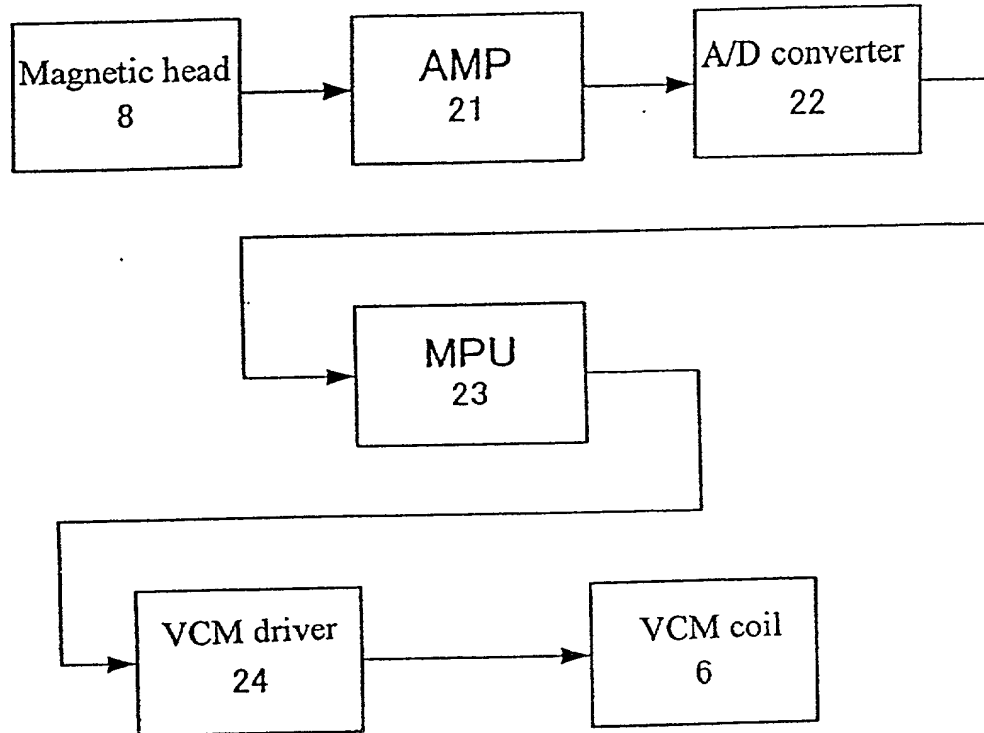 Magnetic head
8
AMP
21
A/D converter
22
MPU
23
VCM driver
24
VCM coil
6